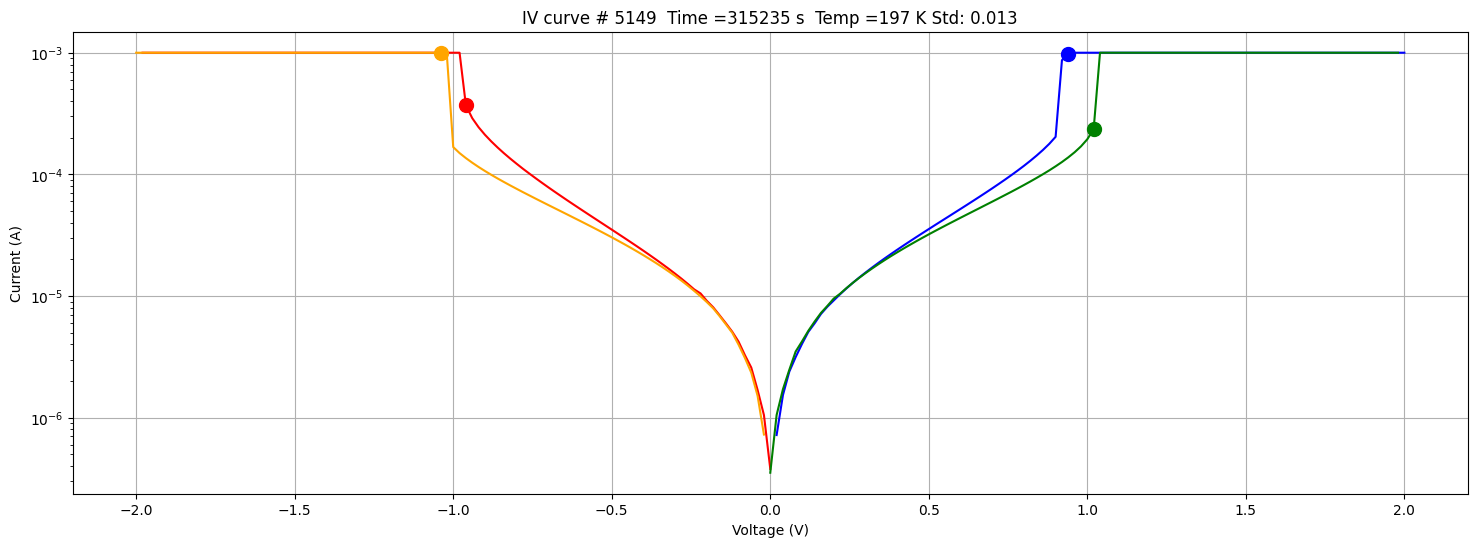 IV curve # 5149  Time =315235 s  Temp =197 K Std: 0.013
Current (A)
10⁻³
10⁻⁴
10⁻⁵
10⁻⁶
−2.0 −1.5 −1.0 −0.5 0.0 0.5 1.0 1.5 2.0
Voltage (V)